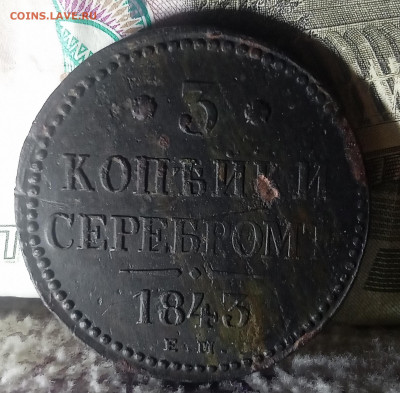 COINS.LAVE.RU
3
КОПѢЙКИ
СЕРЕБРОМЪ
1843
Е.М.